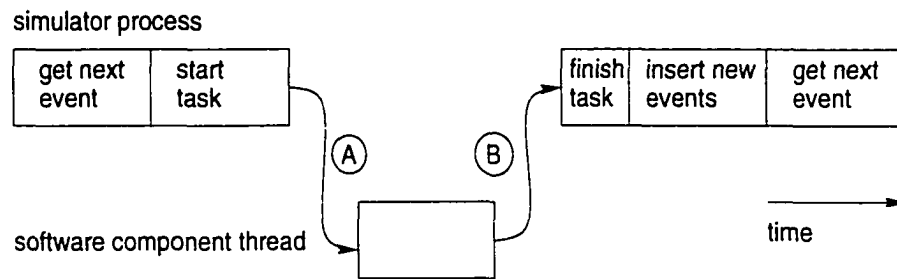 simulator process
get next
event
start
task
finish
task
insert new
events
get next
event
A
B
software component thread
time